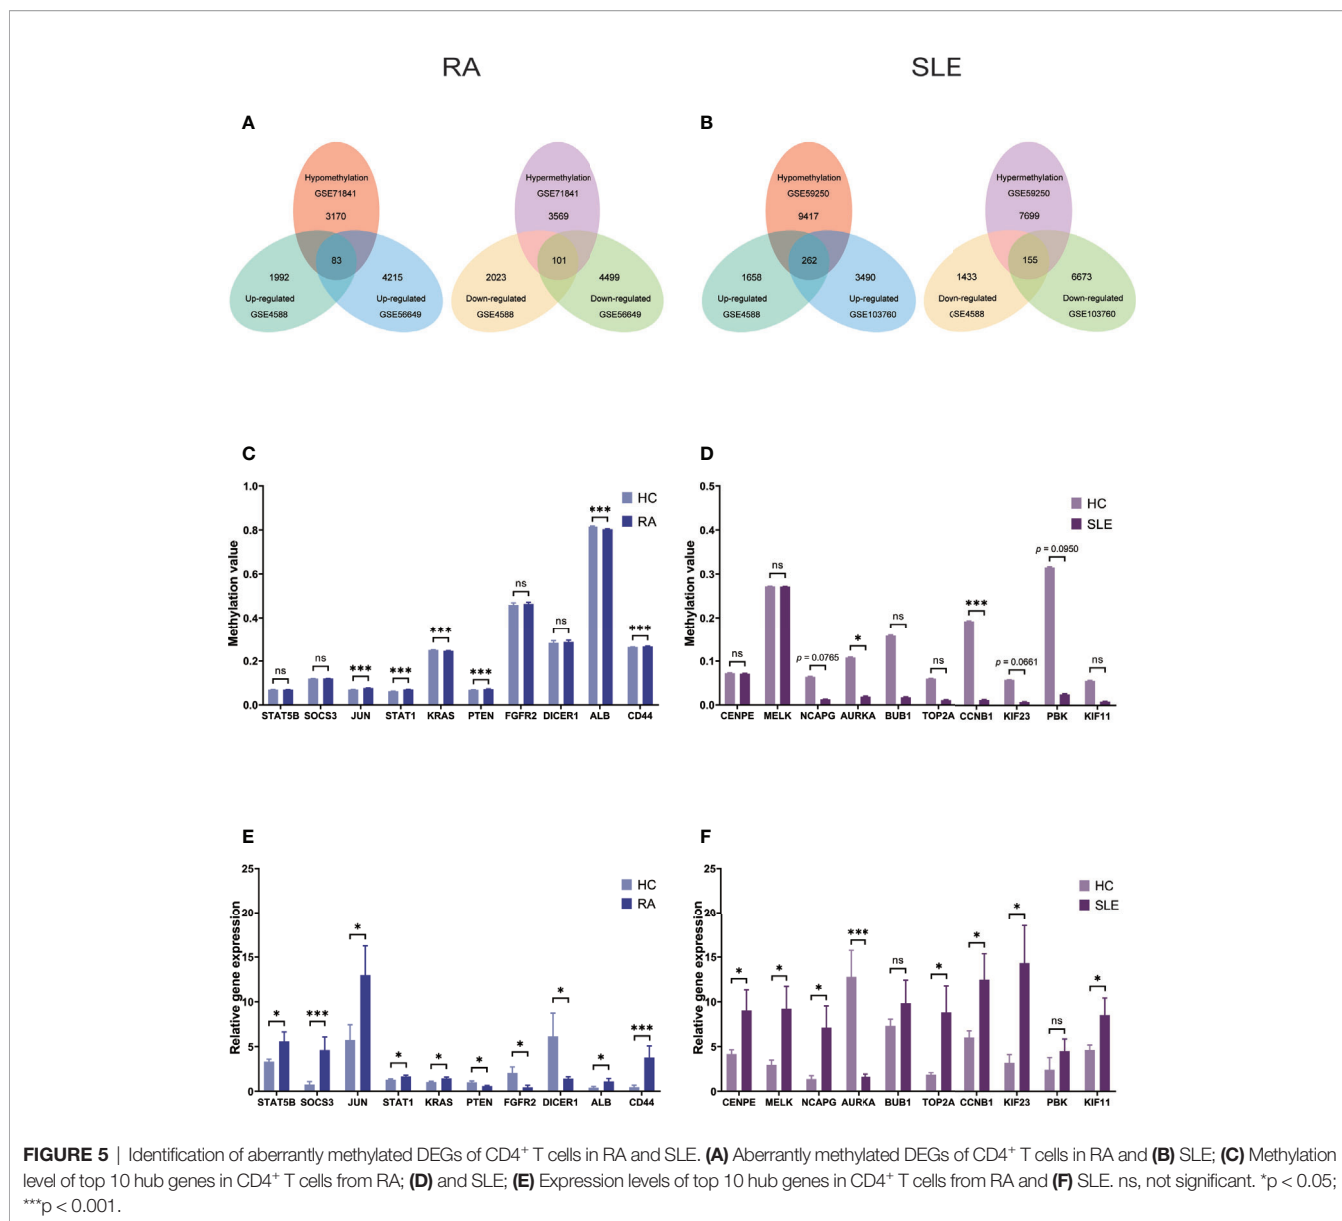 RA
SLE
A
Hypomethylation
GSE71841
3170
83
1992
Up-regulated
GSE4588
4215
Up-regulated
GSE56649
Hypermethylation
GSE71841
3569
101
2023
Down-regulated
GSE4588
4499
Down-regulated
GSE56649
B
Hypomethylation
GSE59250
9417
262
1658
Up-regulated
GSE4588
3490
Up-regulated
GSE103760
Hypermethylation
GSE59250
7699
155
1433
Down-regulated
GSE4588
6673
Down-regulated
GSE103760
C
Methylation value
1.0
0.8
0.6
0.4
0.2
0.0
HC
RA
ns
ns
***
***
***
***
ns
ns
***
***
STAT5B SOCS3 JUN STAT1 KRAS PTEN FGFR2 DICER1 ALB CD44
D
Methylation value
0.5
0.4
0.3
0.2
0.1
0.0
HC
SLE
ns
ns
p = 0.0765
*
ns
ns
***
p = 0.0661
p = 0.0950
ns
CENPE MELK NCAPG AURKA BUB1 TOP2A CCNB1 KIF23 PBK KIF11
E
Relative gene expression
25
20
15
10
5
0
HC
RA
*
***
*
*
*
*
*
*
*
***
STAT5B SOCS3 JUN STAT1 KRAS PTEN FGFR2 DICER1 ALB CD44
F
Relative gene expression
25
20
15
10
5
0
HC
SLE
*
*
*
***
ns
*
*
*
ns
*
CENPE MELK NCAPG AURKA BUB1 TOP2A CCNB1 KIF23 PBK KIF11
FIGURE 5 | Identification of aberrantly methylated DEGs of CD4⁺ T cells in RA and SLE. (A) Aberrantly methylated DEGs of CD4⁺ T cells in RA and (B) SLE; (C) Methylation
level of top 10 hub genes in CD4⁺ T cells from RA; (D) and SLE; (E) Expression levels of top 10 hub genes in CD4⁺ T cells from RA and (F) SLE. ns, not significant. *p < 0.05;
***p < 0.001.